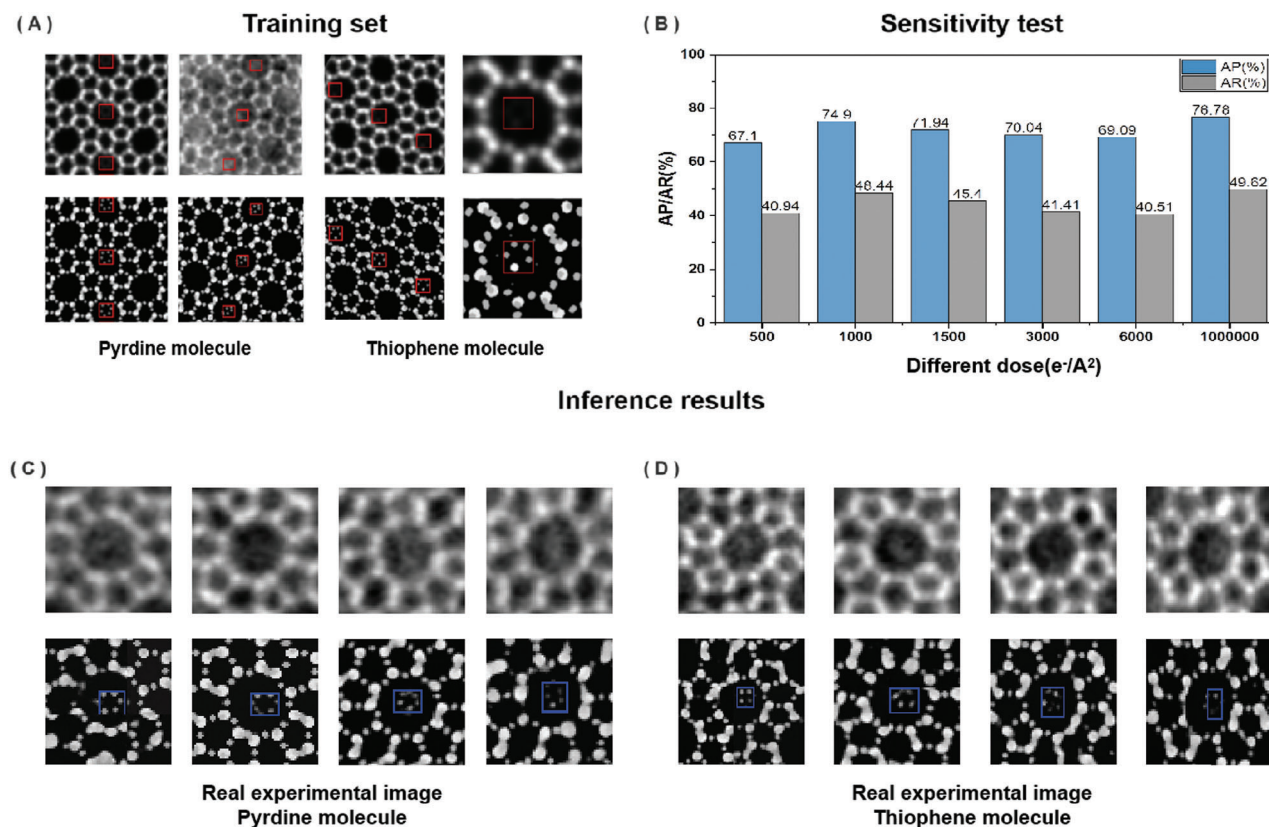 ( A )
Training set
Pyrdine molecule
Thiophene molecule
( B )
Sensitivity test
AP/AR(%)
100
80
60
40
20
0
AP(%)
AR(%)
67.1
40.94
74.9
48.44
71.94
45.4
70.04
41.41
69.09
40.51
76.78
49.62
500
1000
1500
3000
6000
1000000
Different dose(e-/A²)
Inference results
( C )
Real experimental image
Pyrdine molecule
( D )
Real experimental image
Thiophene molecule